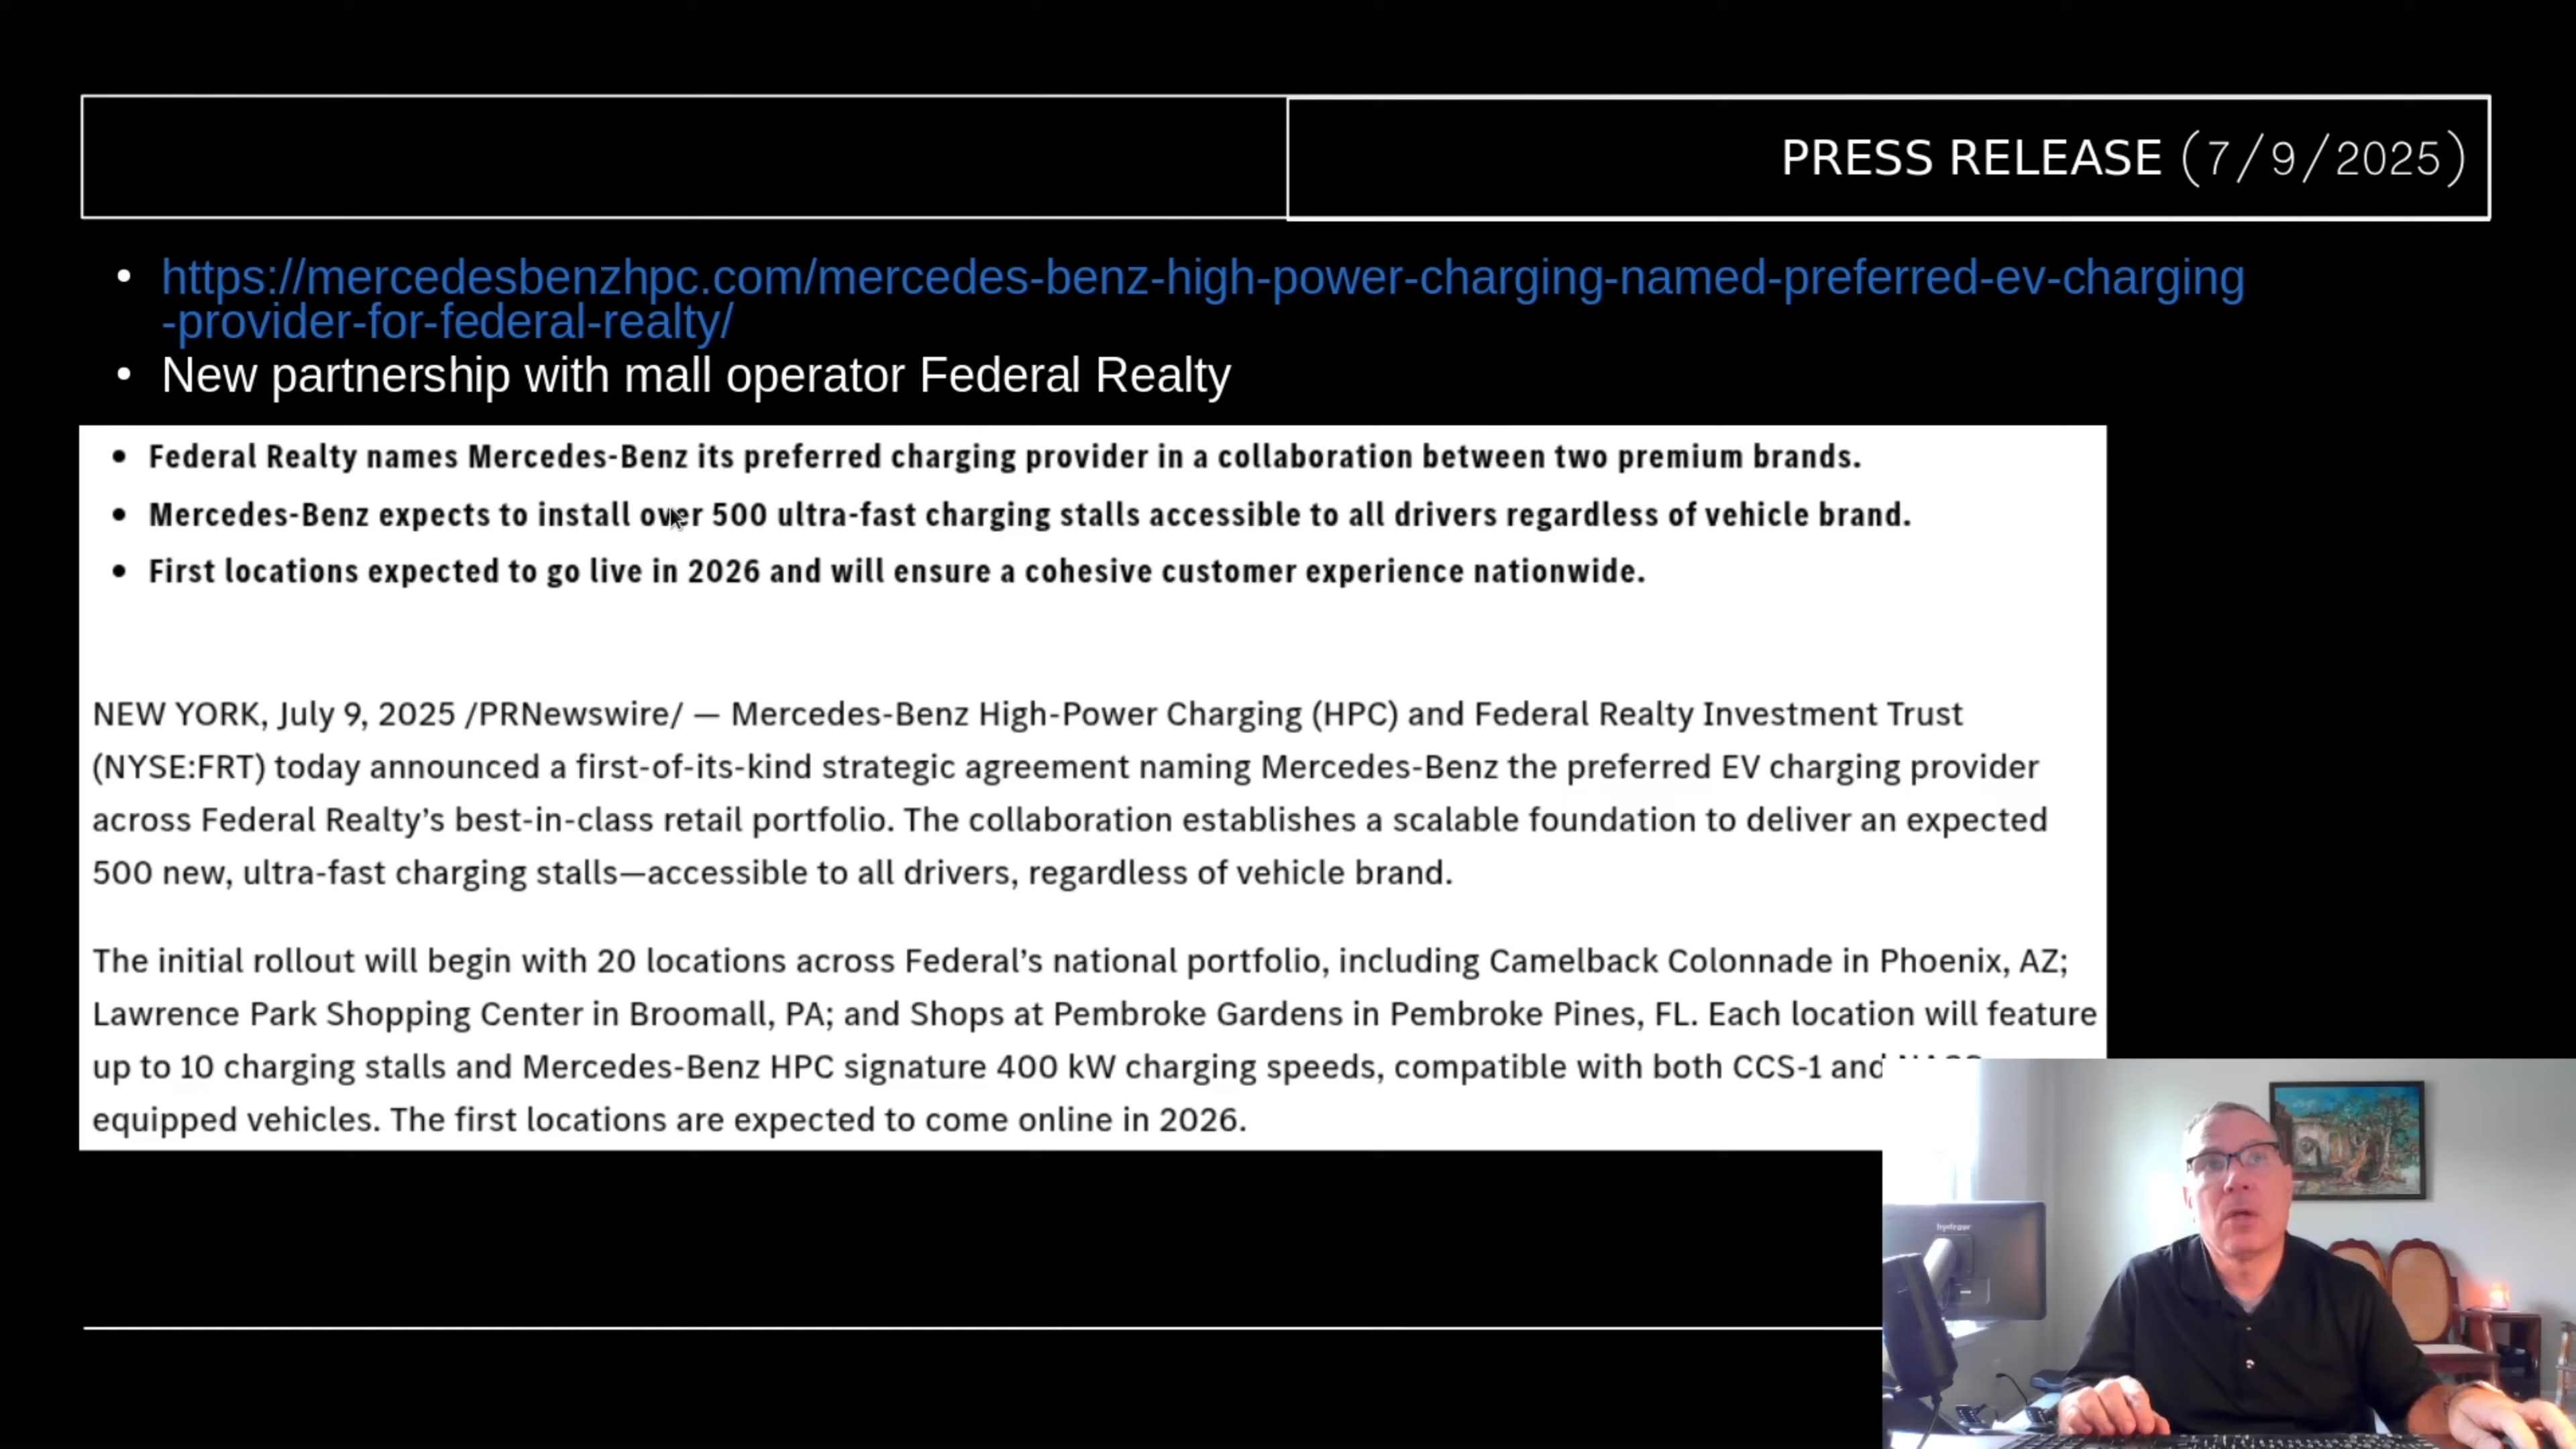 PRESS RELEASE (7/9/2025)
• https://mercedesbenzhpc.com/mercedes-benz-high-power-charging-named-preferred-ev-charging
-provider-for-federal-realty/
• New partnership with mall operator Federal Realty
• Federal Realty names Mercedes-Benz its preferred charging provider in a collaboration between two premium brands.
• Mercedes-Benz expects to install over 500 ultra-fast charging stalls accessible to all drivers regardless of vehicle brand.
• First locations expected to go live in 2026 and will ensure a cohesive customer experience nationwide.
NEW YORK, July 9, 2025 /PRNewswire/ — Mercedes-Benz High-Power Charging (HPC) and Federal Realty Investment Trust
(NYSE:FRT) today announced a first-of-its-kind strategic agreement naming Mercedes-Benz the preferred EV charging provider
across Federal Realty’s best-in-class retail portfolio. The collaboration establishes a scalable foundation to deliver an expected
500 new, ultra-fast charging stalls—accessible to all drivers, regardless of vehicle brand.
The initial rollout will begin with 20 locations across Federal’s national portfolio, including Camelback Colonnade in Phoenix, AZ;
Lawrence Park Shopping Center in Broomall, PA; and Shops at Pembroke Gardens in Pembroke Pines, FL. Each location will feature
up to 10 charging stalls and Mercedes-Benz HPC signature 400 kW charging speeds, compatible with both CCS-1 and
equipped vehicles. The first locations are expected to come online in 2026.